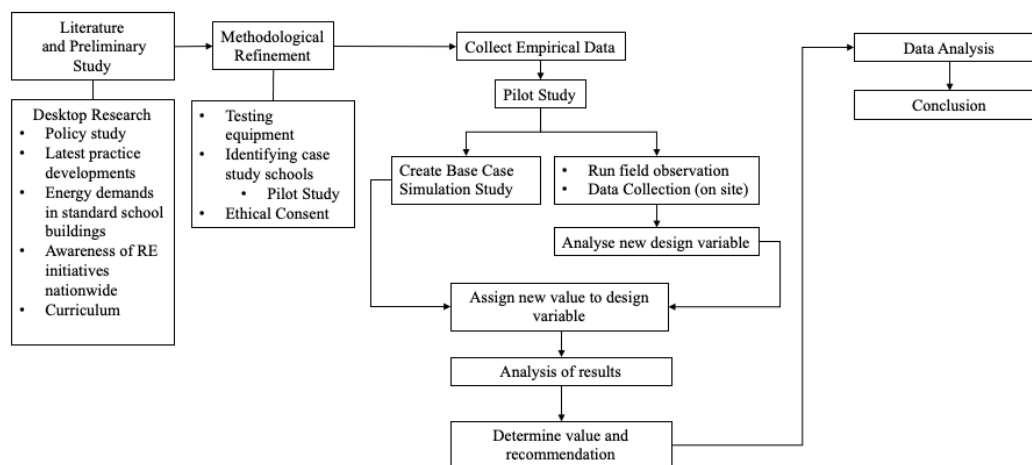 Literature
and Preliminary
Study
Methodological
Refinement
Collect Empirical Data
Data Analysis
Conclusion
Desktop Research
• Policy study
• Latest practice
developments
• Energy demands
in standard school
buildings
• Awareness of RE
initiatives
nationwide
• Curriculum
• Testing
equipment
• Identifying case
study schools
• Pilot Study
• Ethical Consent
Pilot Study
Create Base Case
Simulation Study
• Run field observation
• Data Collection (on site)
Analyse new design variable
Assign new value to design
variable
Analysis of results
Determine value and
recommendation